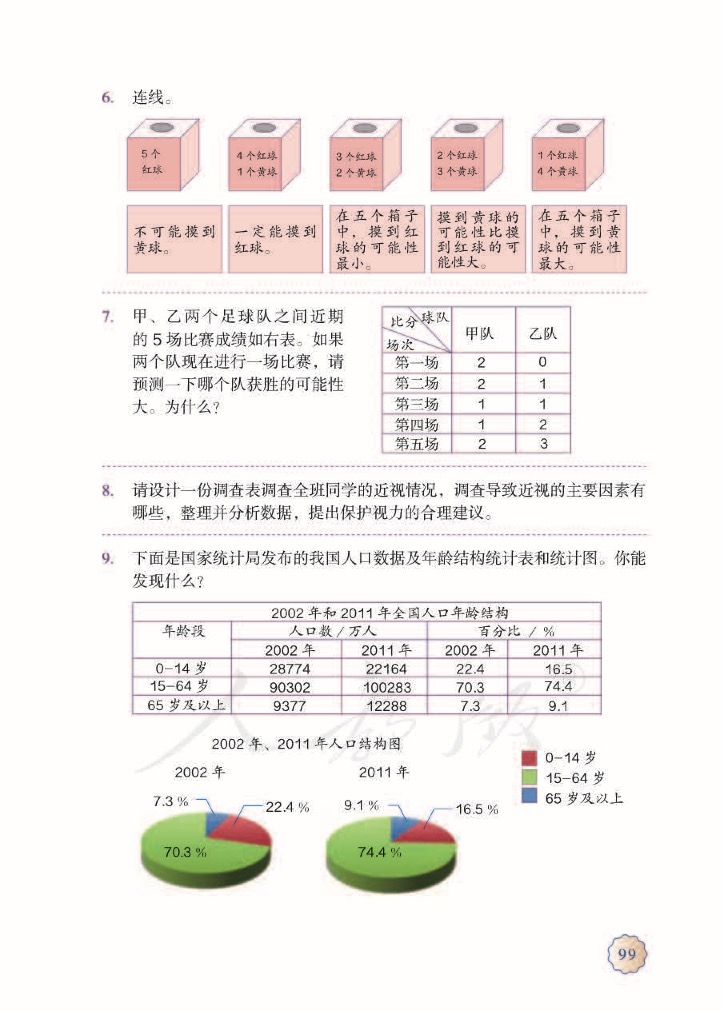 6. 连线。
5个
红球
4个红球
1个黄球
3个红球
2个黄球
2个红球
3个黄球
1个红球
4个黄球
不可能摸到
黄球。
一定能摸到
红球。
在五个箱子
中，摸到红
球的可能性
最小。
摸到黄球的
可能性比摸
到红球的可
能性大。
在五个箱子
中，摸到黄
球的可能性
最大。
7. 甲、乙两个足球队之间近期
的5场比赛成绩如右表。如果
两个队现在进行一场比赛，请
预测一下哪个队获胜的可能性
大。为什么？
比分 球队 场次 甲队 乙队
第一场 2 0
第二场 2 1
第三场 1 1
第四场 1 2
第五场 2 3
8. 请设计一份调查表调查全班同学的近视情况，调查导致近视的主要因素有
哪些，整理并分析数据，提出保护视力的合理建议。
9. 下面是国家统计局发布的我国人口数据及年龄结构统计表和统计图。你能
发现什么？
2002年和2011年全国人口年龄结构
年龄段 人口数/万人 百分比/%
2002年 2011年 2002年 2011年
0-14岁 28774 22164 22.4 16.5
15-64岁 90302 100283 70.3 74.4
65岁及以上 9377 12288 7.3 9.1
2002年、2011年人口结构图
2002年
2011年
0-14岁
15-64岁
65岁及以上
7.3%
22.4%
70.3%
9.1%
16.5%
74.4%
人教版
99